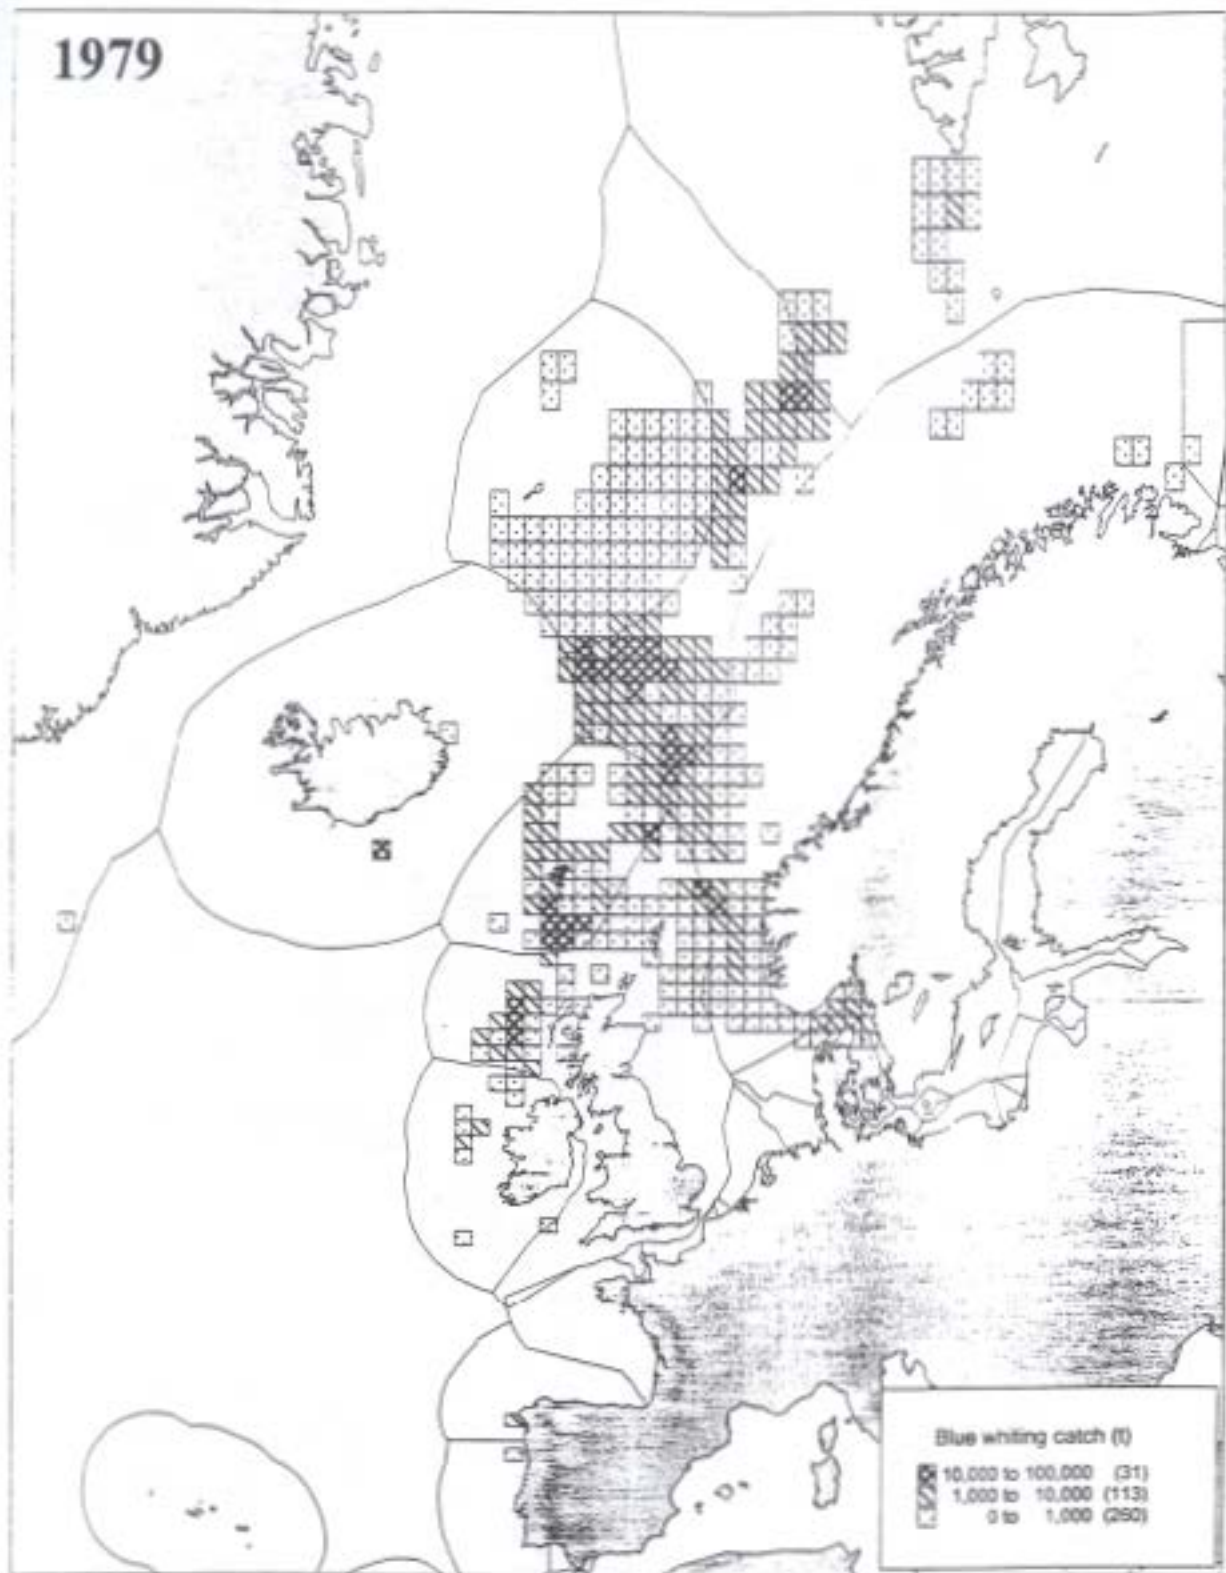 1979
Blue whiting catch (t)
10,000 to 100,000 (31)
1,000 to 10,000 (113)
0 to 1,000 (260)